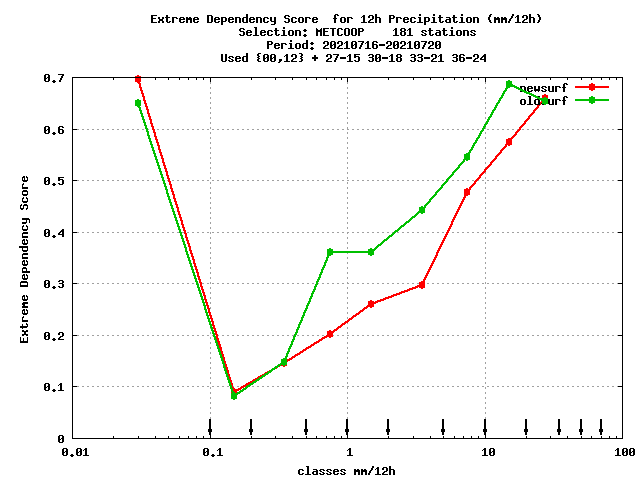 Extreme Dependency Score  for 12h Precipitation (mm/12h)
Selection: METCOOP    181 stations
Period: 20210716-20210720
Used {00,12} + 27-15 30-18 33-21 36-24
newsurf
oldsurf
0.7
0.6
0.5
0.4
0.3
0.2
0.1
0
Extreme Dependency Score
0.01 0.1 1 10 100
classes mm/12h